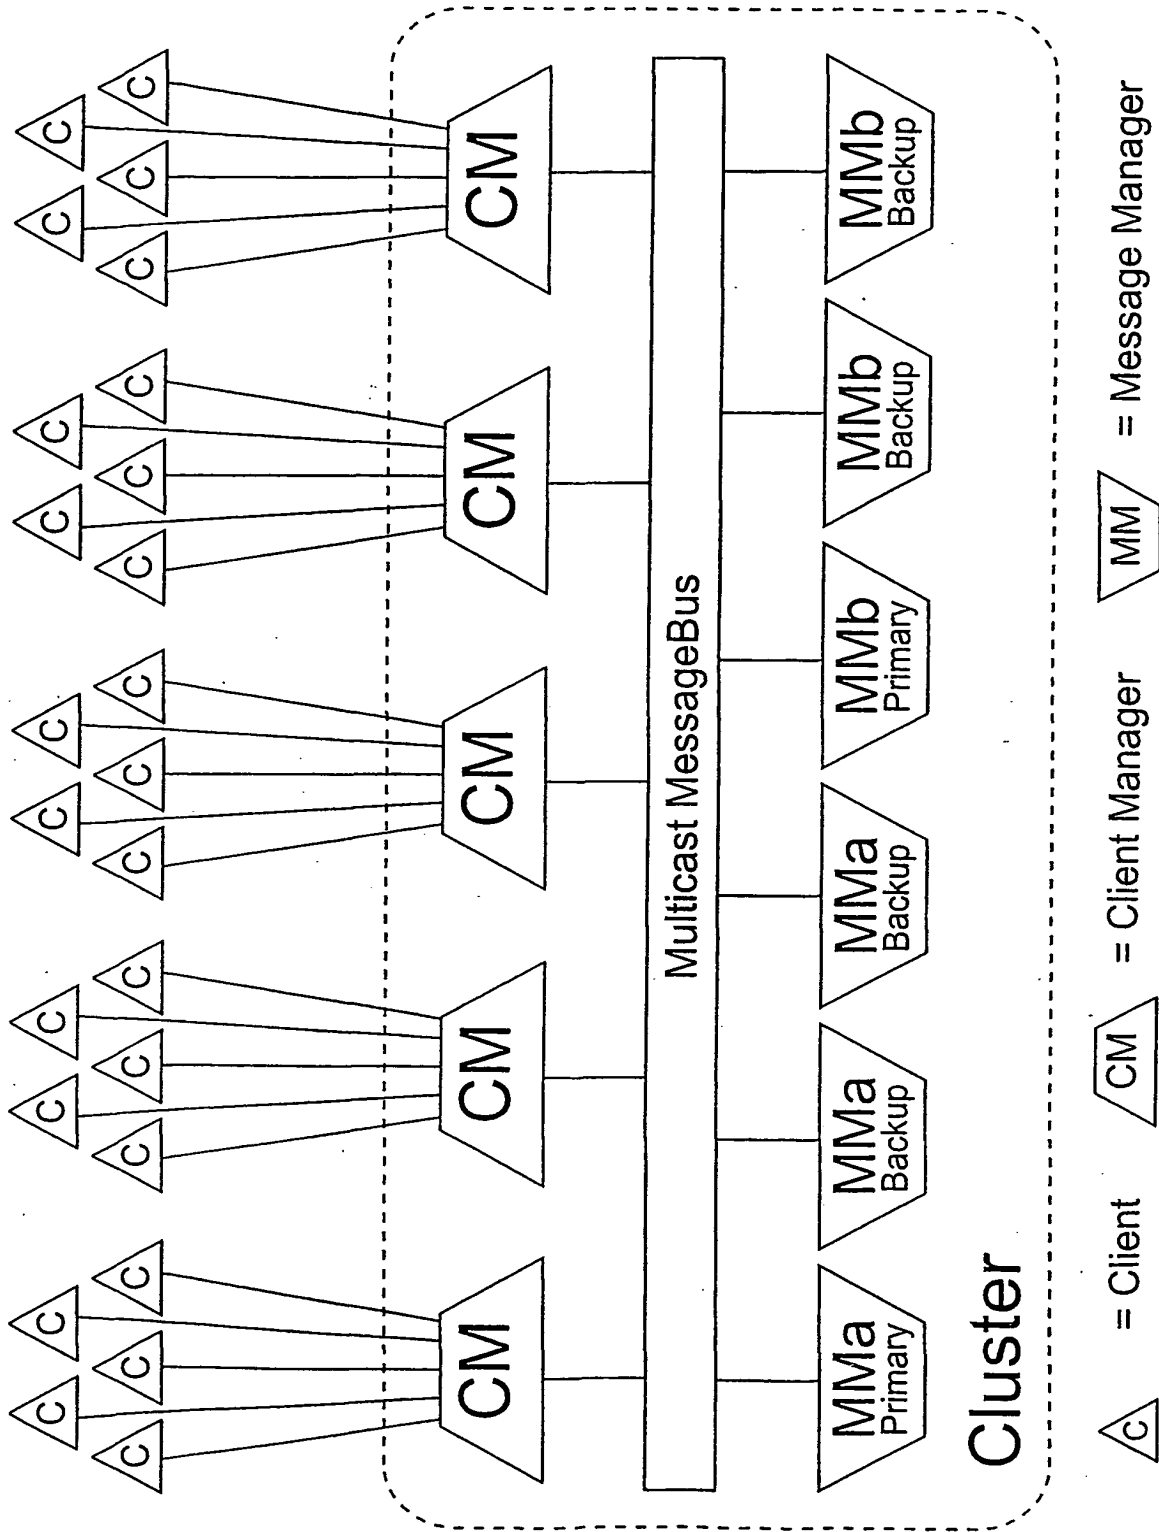 C C C C C C C C C C
C C C C C C C C C C C C C C C
CM CM CM CM CM
Multicast MessageBus
MMa MMa MMa MMb MMb MMb
Primary Backup Backup Primary Backup Backup
Cluster
C = Client CM = Client Manager MM = Message Manager